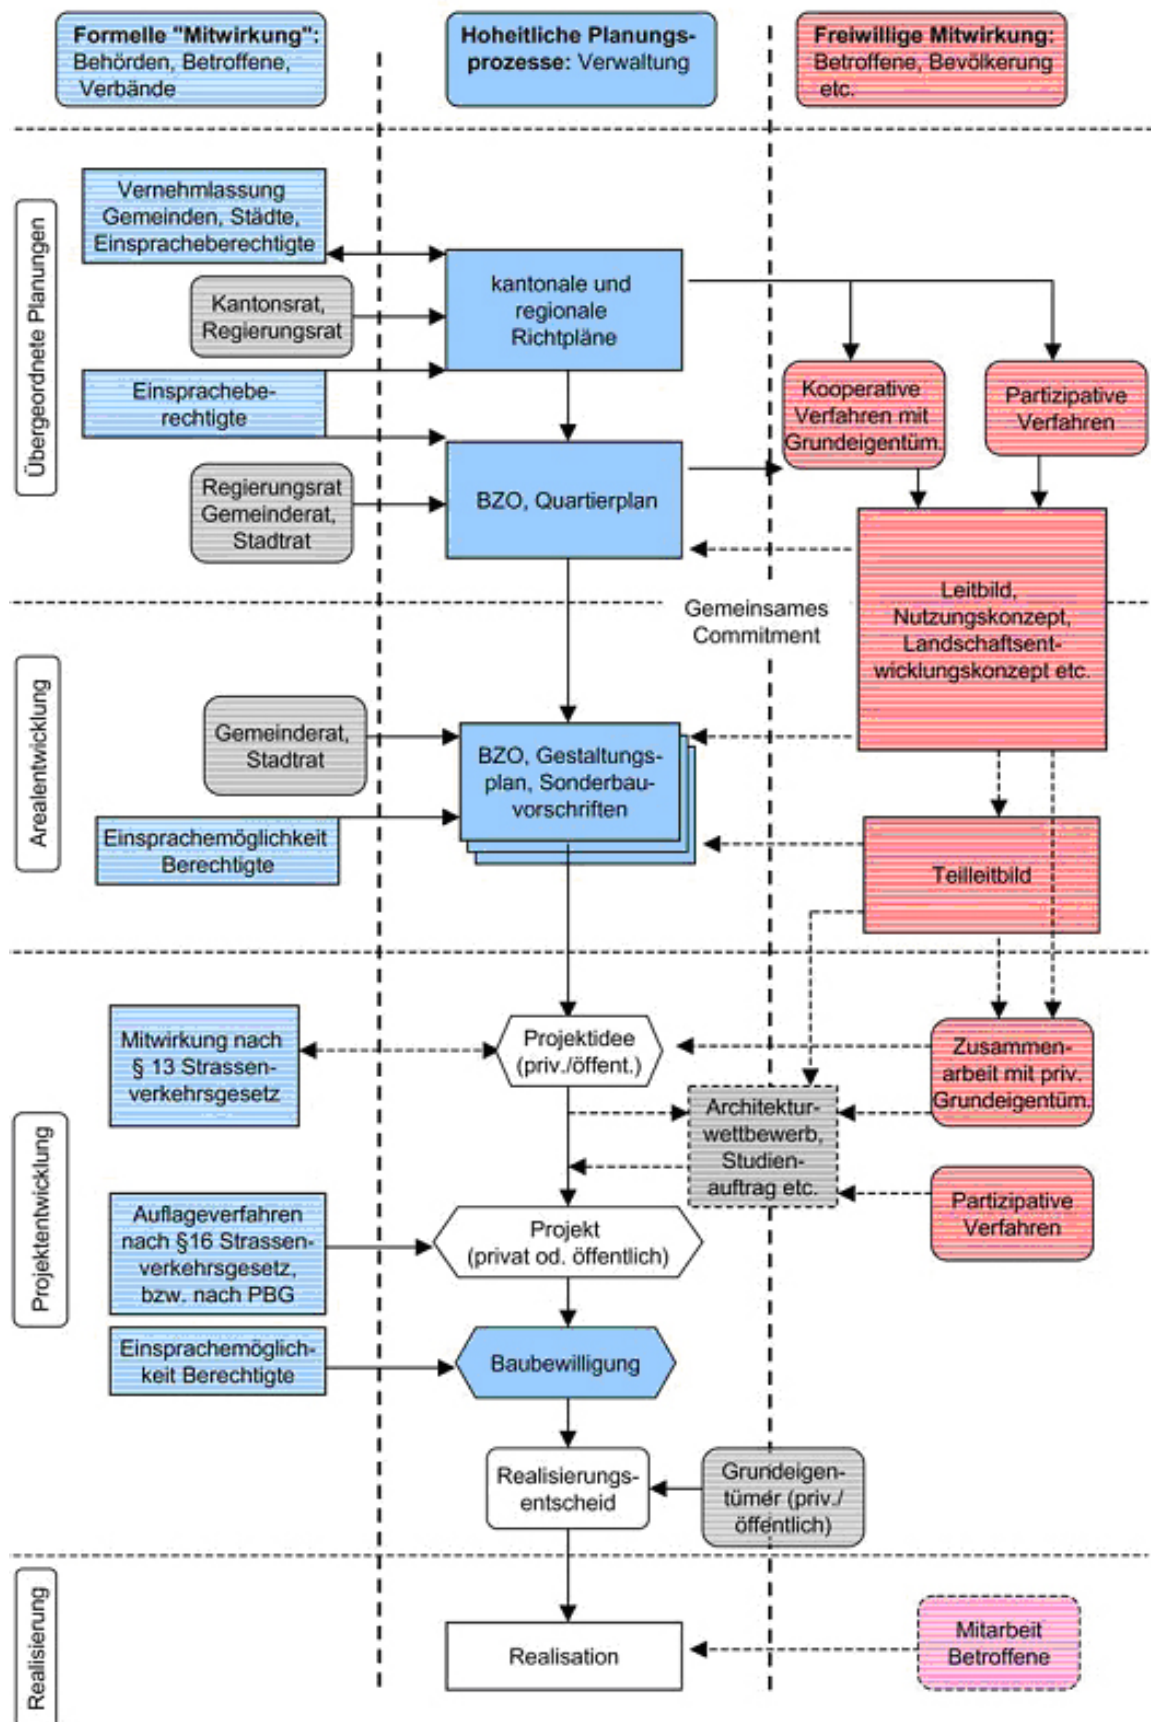 Formelle "Mitwirkung":
Behörden, Betroffene,
Verbände
Hoheitliche Planungs-
prozesse: Verwaltung
Freiwillige Mitwirkung:
Betroffene, Bevölkerung
etc.
Übergeordnete Planungen
Vernehmlassung
Gemeinden, Städte,
Einspracheberechtigte
Kantonsrat,
Regierungsrat
kantonale und
regionale
Richtpläne
Einsprachebe-
rechtigte
Kooperative
Verfahren mit
Grundeigentüm.
Partizipative
Verfahren
Regierungsrat
Gemeinderat,
Stadtrat
BZO, Quartierplan
Gemeinsames
Commitment
Leitbild,
Nutzungskonzept,
Landschaftsent-
wicklungskonzept etc.
Arealentwicklung
Gemeinderat,
Stadtrat
BZO, Gestaltungs-
plan, Sonderbau-
vorschriften
Einsprachemöglichkeit
Berechtigte
Teilleitbild
Projektentwicklung
Mitwirkung nach
§ 13 Strassen-
verkehrsgesetz
Projektidee
(priv./öffent.)
Zusammen-
arbeit mit priv.
Grundeigentüm.
Architektur-
wettbewerb,
Studien-
auftrag etc.
Partizipative
Verfahren
Auflageverfahren
nach §16 Strassen-
verkehrsgesetz,
bzw. nach PBG
Projekt
(privat od. öffentlich)
Einsprachemöglich-
keit Berechtigte
Baubewilligung
Realisierungs-
entscheid
Grundeigen-
tümer (priv./
öffentlich)
Realisierung
Realisation
Mitarbeit
Betroffene